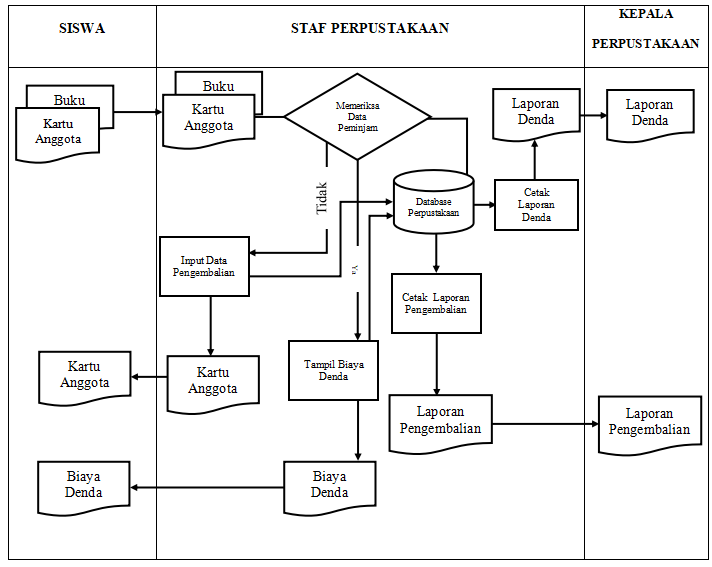 SISWA
STAF PERPUSTAKAAN
KEPALA
PERPUSTAKAAN
Buku
Kartu
Anggota
Buku
Kartu
Anggota
Memeriksa
Data
Peminjam
Laporan
Denda
Laporan
Denda
Tidak
Database
Perpustakaan
Cetak
Laporan
Denda
Input Data
Pengembalian
Ya
Cetak Laporan
Pengembalian
Kartu
Anggota
Kartu
Anggota
Tampil Biaya
Denda
Laporan
Pengembalian
Laporan
Pengembalian
Biaya
Denda
Biaya
Denda